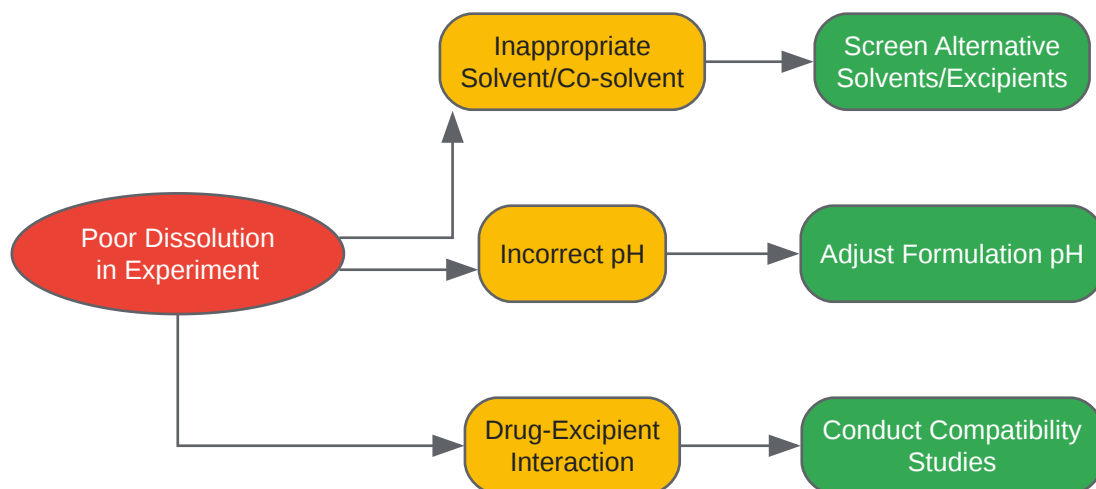 Inappropriate
Solvent/Co-solvent
Screen Alternative
Solvents/Excipients
Poor Dissolution
in Experiment
Incorrect pH
Adjust Formulation pH
Drug-Excipient
Interaction
Conduct Compatibility
Studies